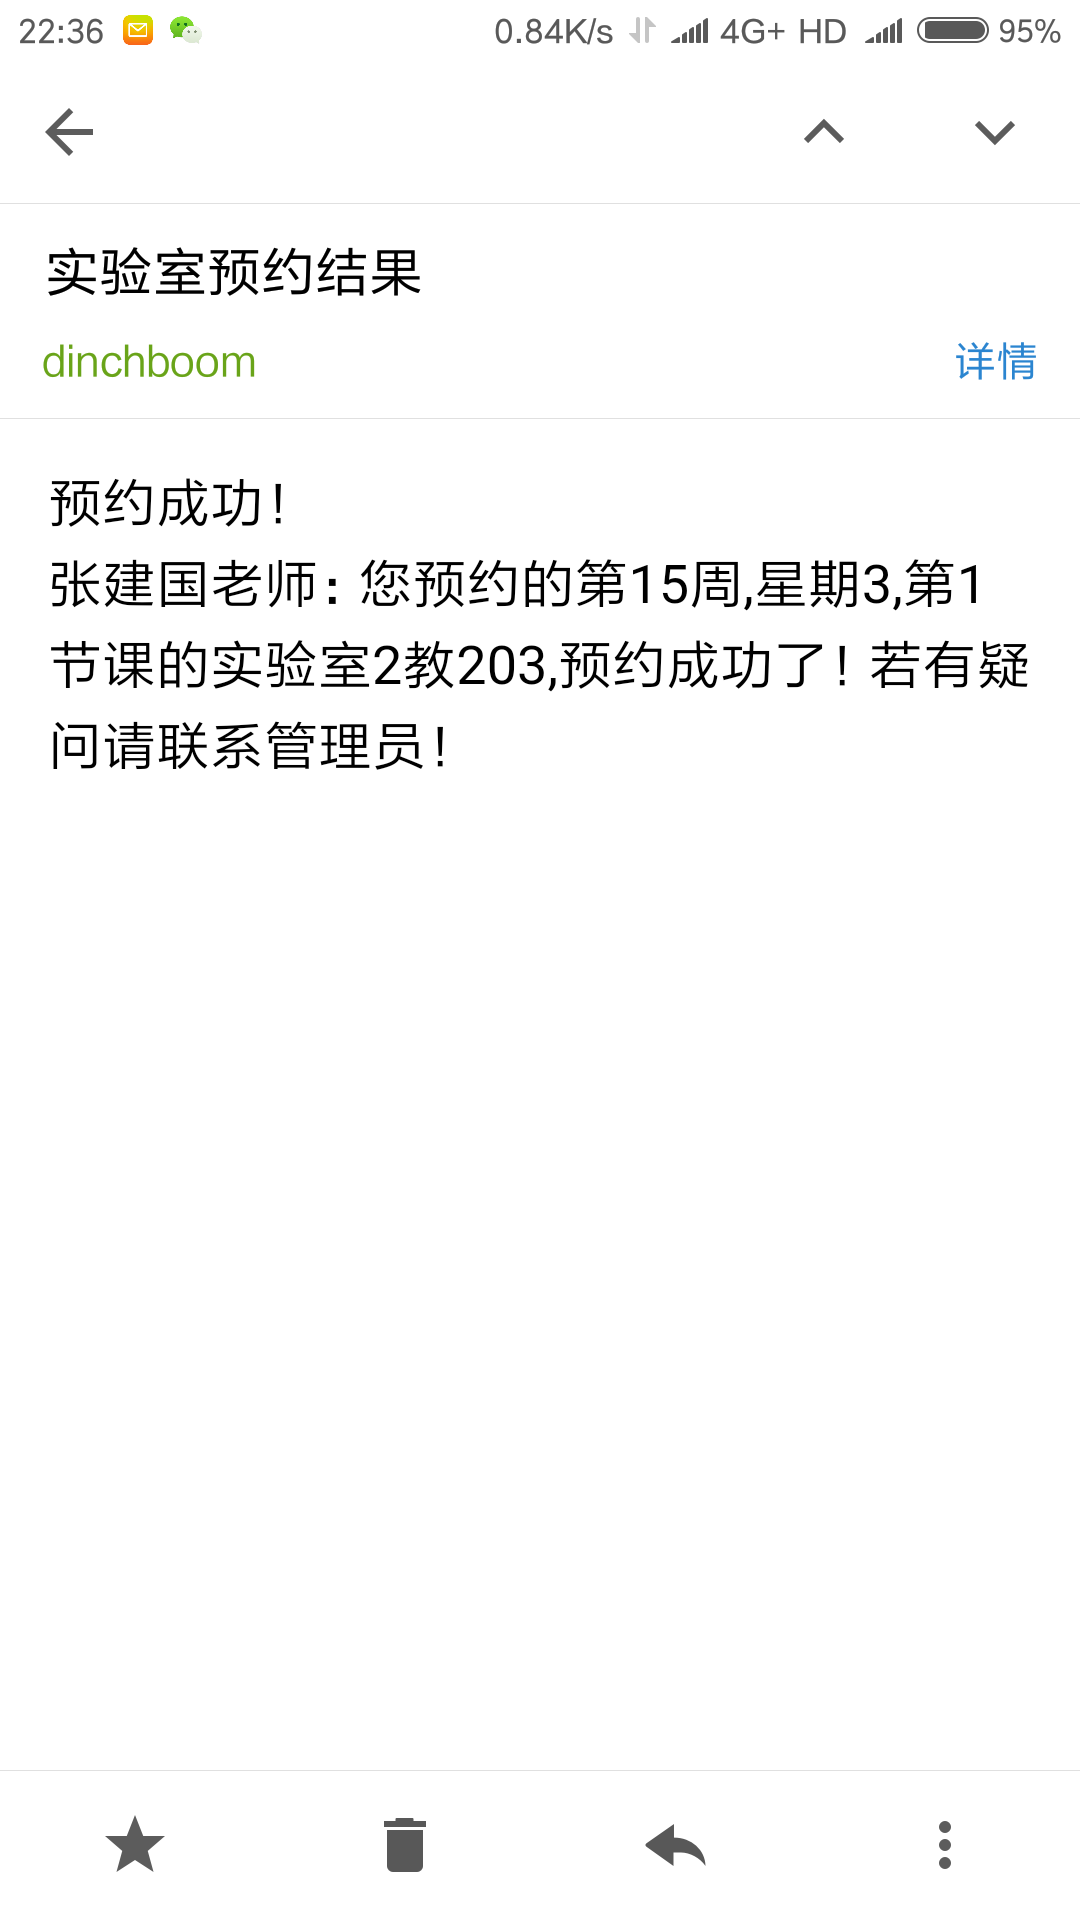 22:36 0.84K/s 4G+ HD 95%
实验室预约结果
dinchboom 详情
预约成功！
张建国老师：您预约的第15周,星期3,第1
节课的实验室2教203,预约成功了！若有疑
问请联系管理员！